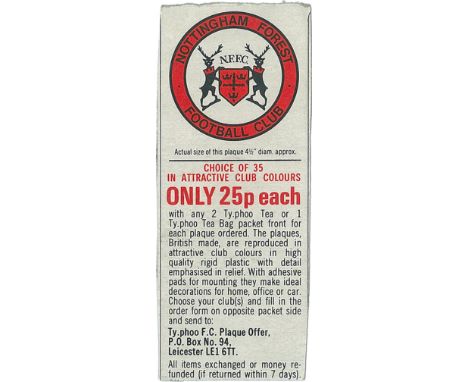 NOTTINGHAM FOREST
N.F.F.C.
FOOTBALL CLUB
Actual size of this plaque 4½" diam. approx.
CHOICE OF 35
IN ATTRACTIVE CLUB COLOURS
ONLY 25p each
with any 2 Ty.phoo Tea or 1
Ty.phoo Tea Bag packet front for
each plaque ordered. The plaques,
British made, are reproduced in
attractive club colours in high
quality rigid plastic with detail
emphasised in relief. With adhesive
pads for mounting they make ideal
decorations for home, office or car.
Choose your club(s) and fill in the
order form on opposite packet side
and send to:
Ty.phoo F.C. Plaque Offer,
P.O. Box No. 94,
Leicester LE1 6TT.
All items exchanged or money re-
funded (if returned within 7 days).